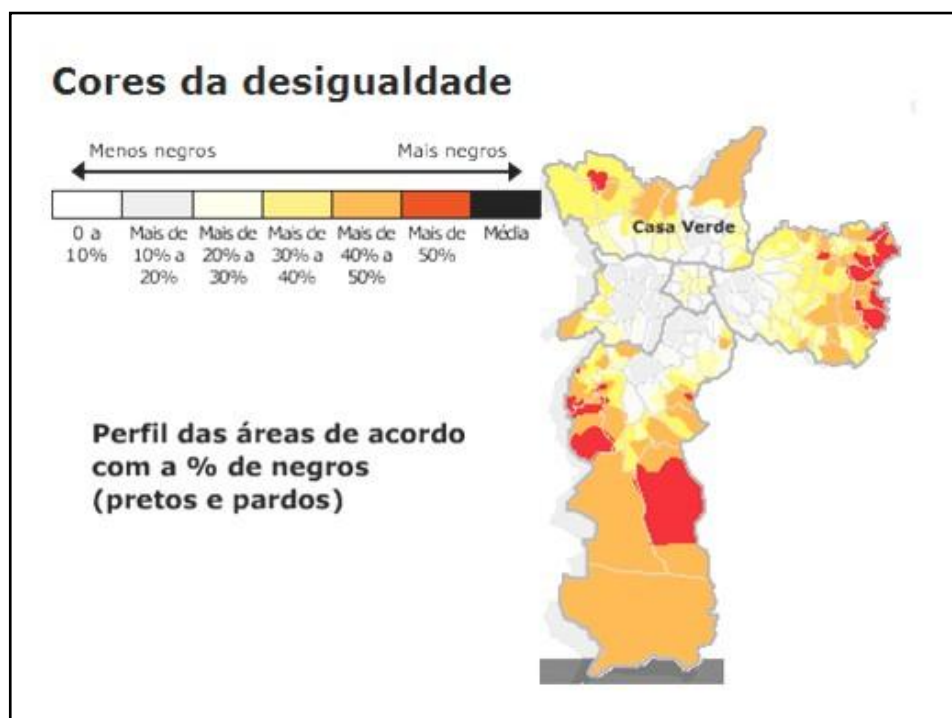 Cores da desigualdade
Menos negros
Mais negros
0 a 10%
Mais de 10% a 20%
Mais de 20% a 30%
Mais de 30% a 40%
Mais de 40% a 50%
Mais de 50%
Média
Casa Verde
Perfil das áreas de acordo
com a % de negros
(pretos e pardos)